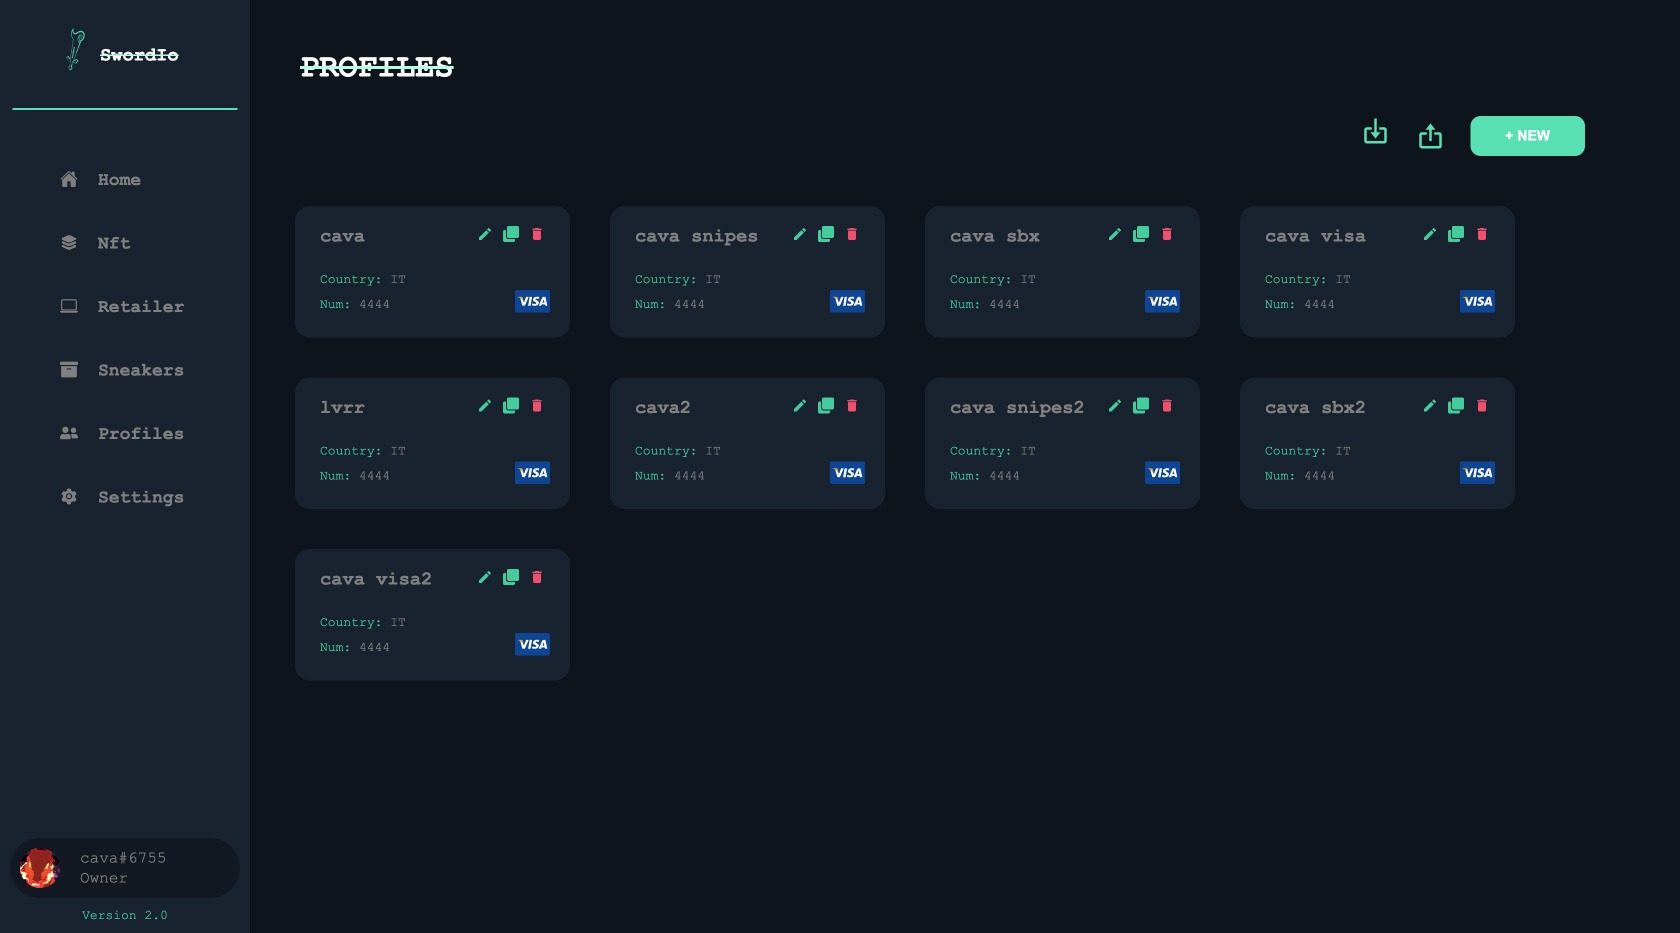 SwordIo
PROFILES
+ NEW
Home
Nft
Retailer
Sneakers
Profiles
Settings
cava
Country: IT
Num: 4444
VISA
cava snipes
Country: IT
Num: 4444
VISA
cava sbx
Country: IT
Num: 4444
VISA
cava visa
Country: IT
Num: 4444
VISA
lvrr
Country: IT
Num: 4444
VISA
cava2
Country: IT
Num: 4444
VISA
cava snipes2
Country: IT
Num: 4444
VISA
cava sbx2
Country: IT
Num: 4444
VISA
cava visa2
Country: IT
Num: 4444
VISA
cava#6755
Owner
Version 2.0